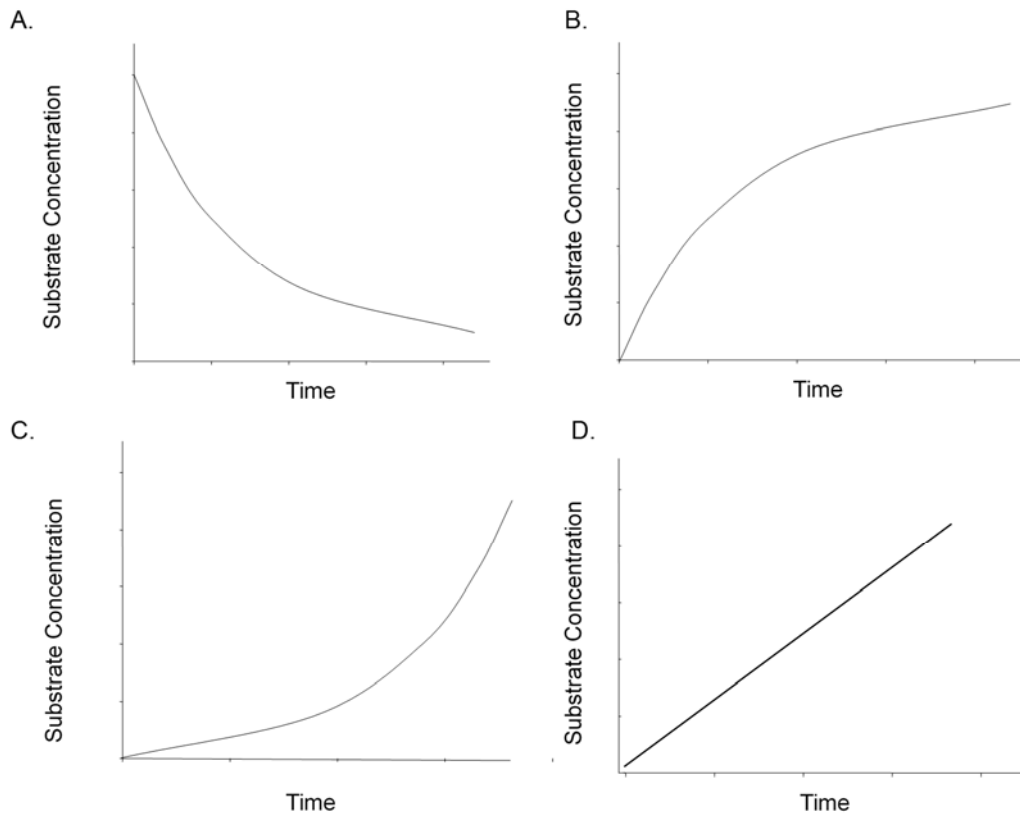 A.
Substrate Concentration
Time
B.
Substrate Concentration
Time
C.
Substrate Concentration
Time
D.
Substrate Concentration
Time